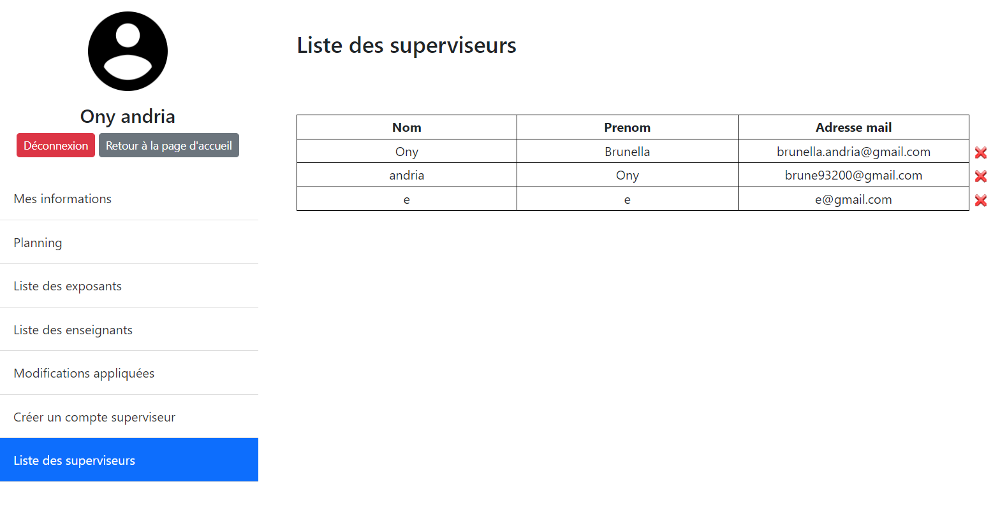 Ony andria
Déconnexion Retour à la page d'accueil
Mes informations
Planning
Liste des exposants
Liste des enseignants
Modifications appliquées
Créer un compte superviseur
Liste des superviseurs
Liste des superviseurs
Nom Prenom Adresse mail
Ony Brunella brunella.andria@gmail.com
andria Ony brune93200@gmail.com
e e e@gmail.com